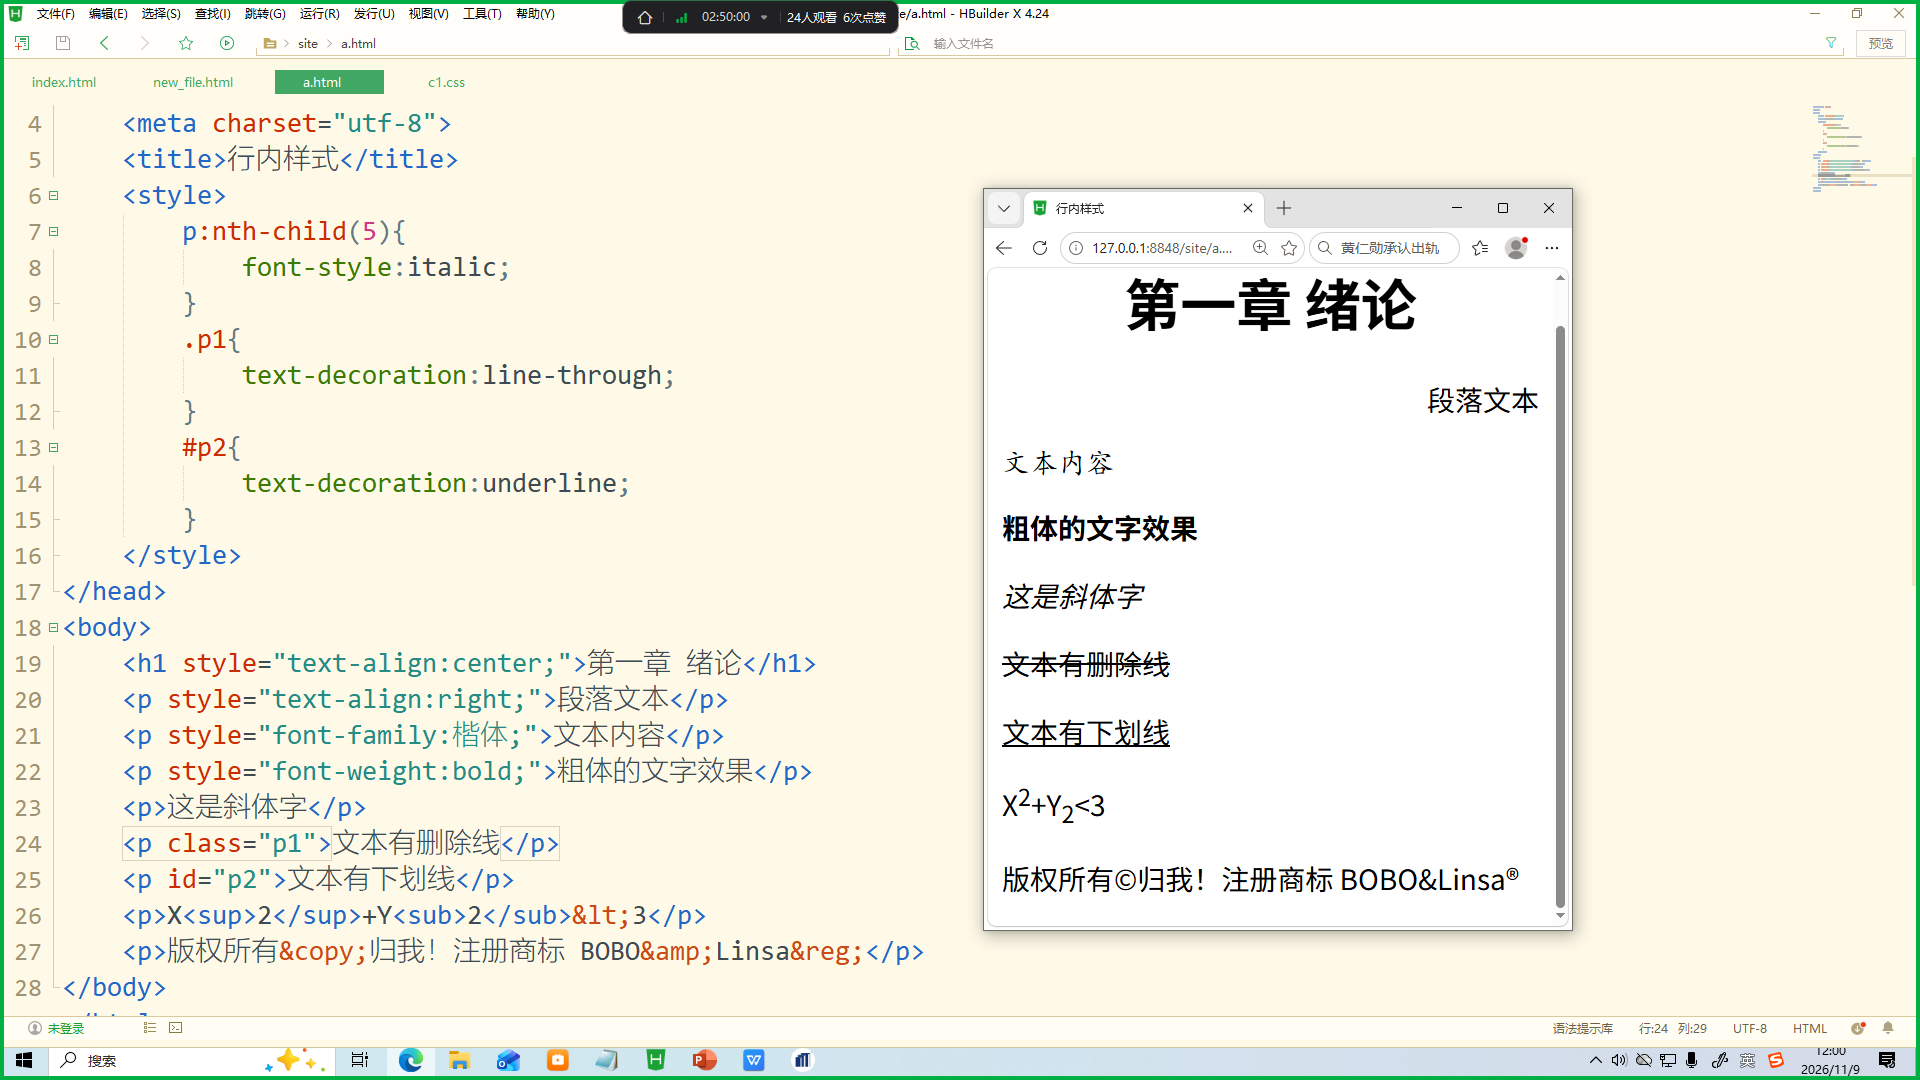 文件(F) 编辑(E) 选择(S) 查找(I) 跳转(G) 运行(R) 发行(U) 视图(V) 工具(T) 帮助(Y)
02:50:00 24人观看 6次点赞
e/a.html - HBuilder X 4.24
site a.html
输入文件名
预览
index.html new_file.html a.html c1.css
4 <meta charset="utf-8">
5 <title>行内样式</title>
6 <style>
7 p:nth-child(5){
8 font-style:italic;
9 }
10 .p1{
11 text-decoration:line-through;
12 }
13 #p2{
14 text-decoration:underline;
15 }
16 </style>
17 </head>
18 <body>
19 <h1 style="text-align:center;">第一章 绪论</h1>
20 <p style="text-align:right;">段落文本</p>
21 <p style="font-family:楷体;">文本内容</p>
22 <p style="font-weight:bold;">粗体的文字效果</p>
23 <p>这是斜体字</p>
24 <p class="p1">文本有删除线</p>
25 <p id="p2">文本有下划线</p>
26 <p>X<sup>2</sup>+Y<sub>2</sub>&lt;3</p>
27 <p>版权所有&copy;归我！注册商标 BOBO&amp;Linsa&reg;</p>
28 </body>
行内样式
127.0.0.1:8848/site/a....
黄仁勋承认出轨
第一章 绪论
段落文本
文本内容
粗体的文字效果
这是斜体字
文本有删除线
文本有下划线
X²+Y₂<3
版权所有©归我！注册商标 BOBO&Linsa®
未登录
语法提示库 行:24 列:29 UTF-8 HTML
搜索
英
12:00
2026/11/9